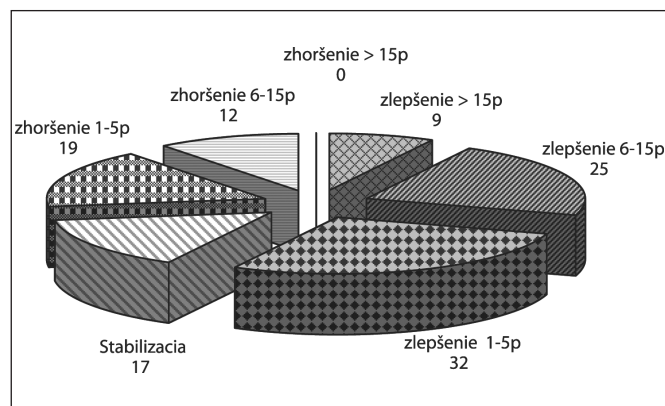 zhoršenie > 15p
0
zhoršenie 6-15p
12
zlepšenie > 15p
9
zhoršenie 1-5p
19
zlepšenie 6-15p
25
Stabilizacia
17
zlepšenie 1-5p
32